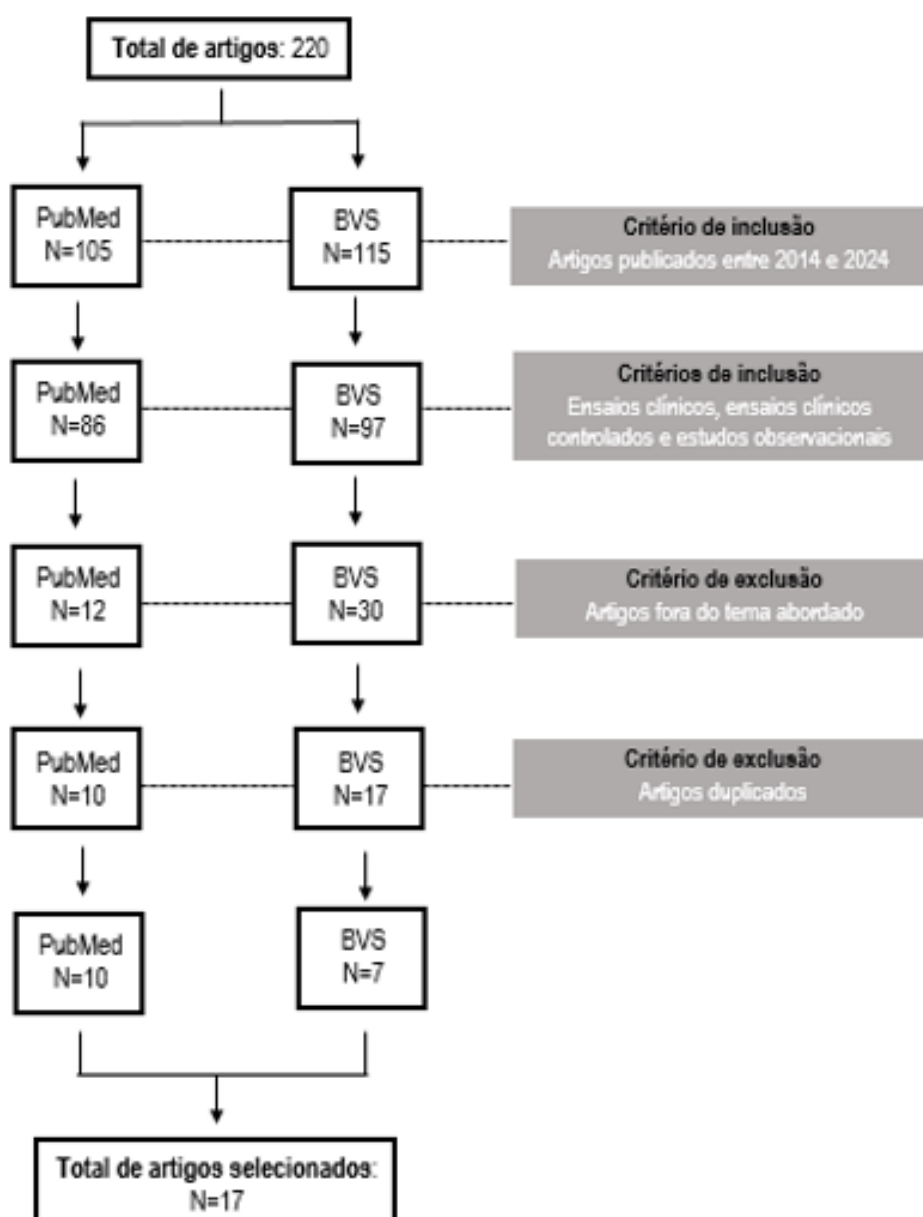 Total de artigos: 220
PubMed
N=105
BVS
N=115
Critério de inclusão
Artigos publicados entre 2014 e 2024
PubMed
N=86
BVS
N=97
Critérios de inclusão
Ensaios clínicos, ensaios clínicos
controlados e estudos observacionais
PubMed
N=12
BVS
N=30
Critério de exclusão
Artigos fora do tema abordado
PubMed
N=10
BVS
N=17
Critério de exclusão
Artigos duplicados
PubMed
N=10
BVS
N=7
Total de artigos selecionados:
N=17